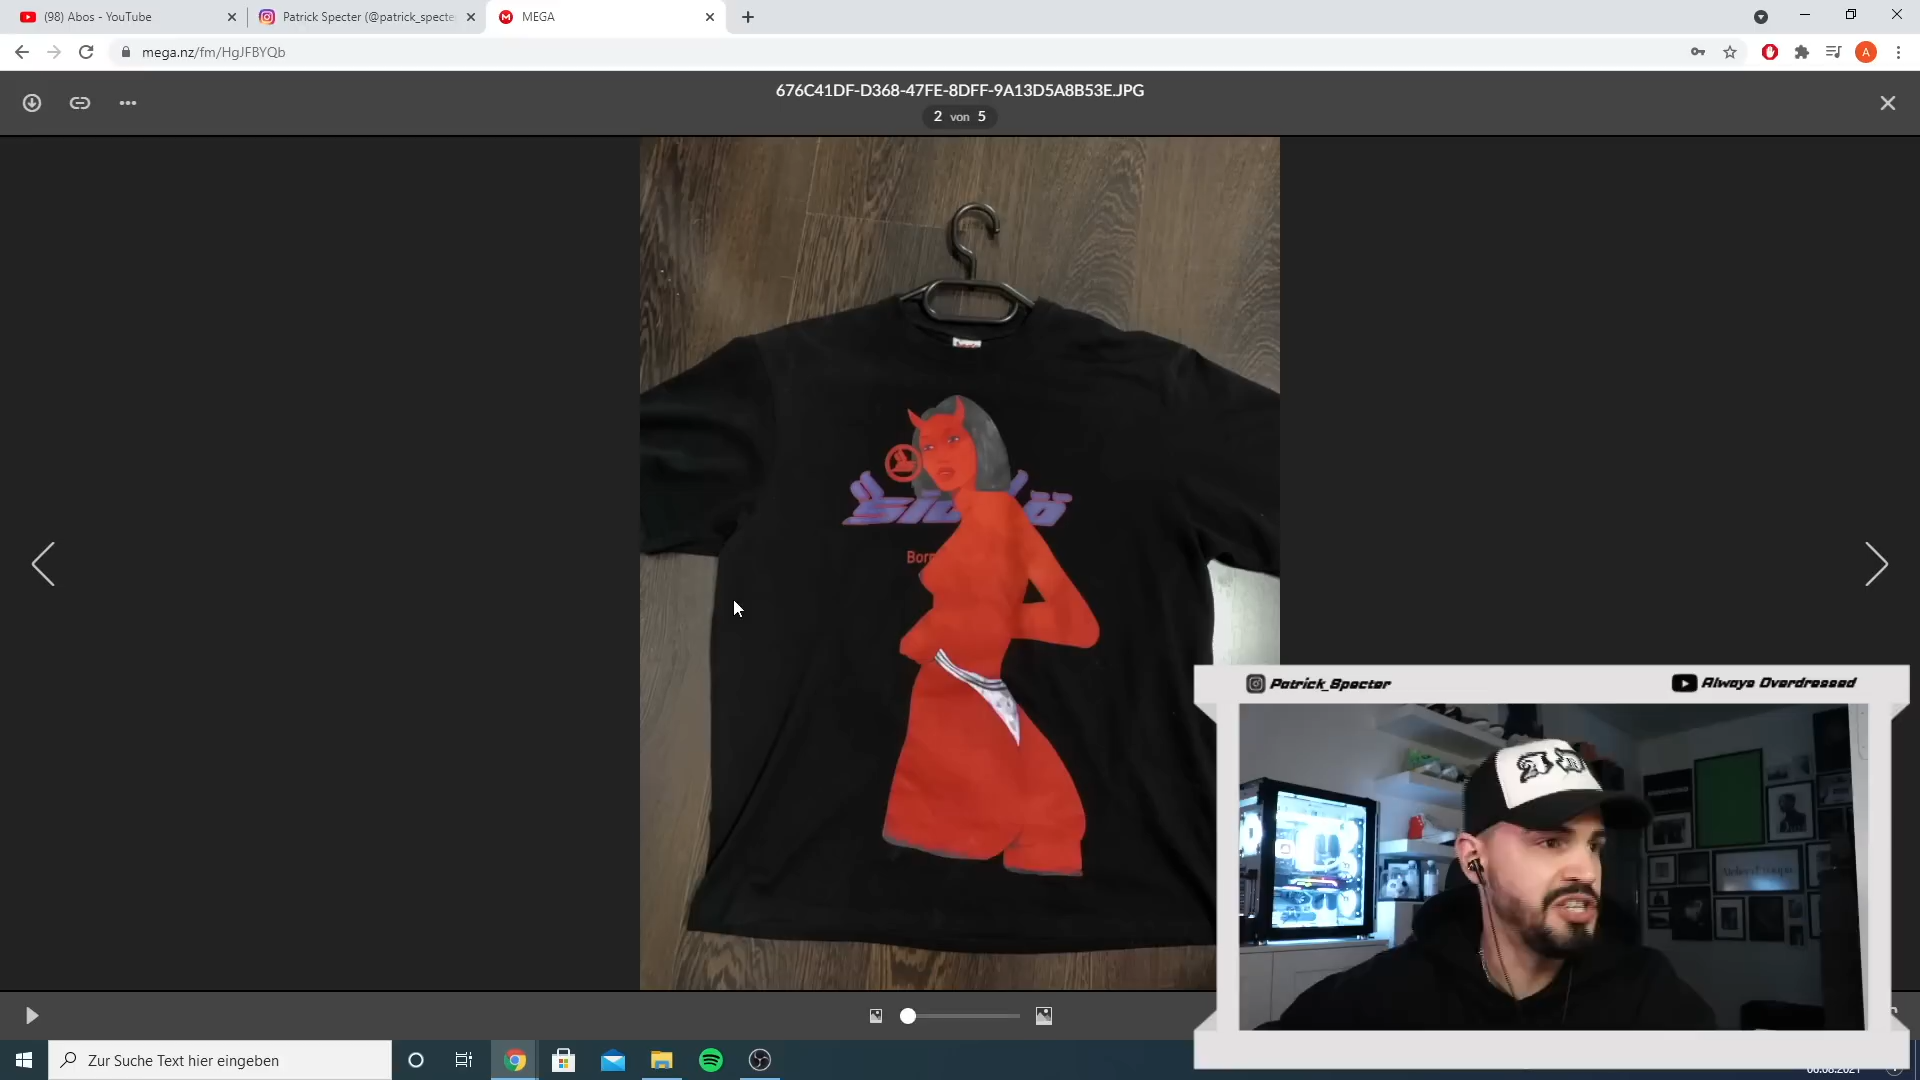 (98) Abos - YouTube
Patrick Specter (@patrick_specte
MEGA
mega.nz/fm/HgJFBYQb
A
676C41DF-D368-47FE-8DFF-9A13D5A8B53E.JPG
2 von 5
Born
Patrick_Specter
Always Overdressed
Zur Suche Text hier eingeben